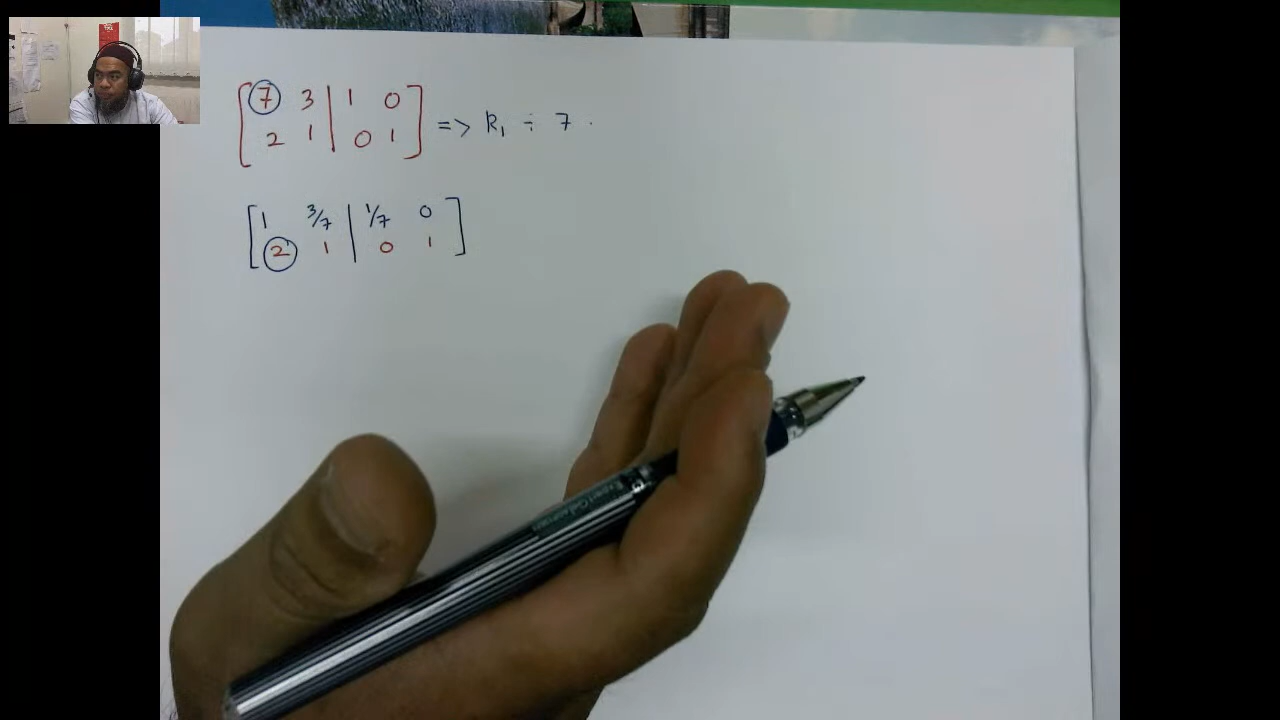 7 3 | 1 0
2 1 | 0 1 => R₁ ÷ 7
1 3/7 | 1/7 0
2 1 | 0 1